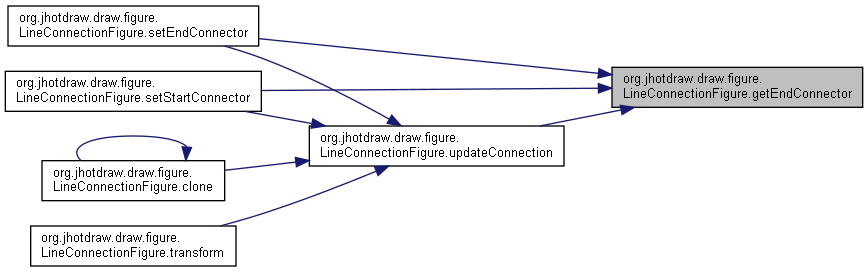 org.jhotdraw.draw.figure.
LineConnectionFigure.setEndConnector
org.jhotdraw.draw.figure.
LineConnectionFigure.setStartConnector
org.jhotdraw.draw.figure.
LineConnectionFigure.getEndConnector
org.jhotdraw.draw.figure.
LineConnectionFigure.updateConnection
org.jhotdraw.draw.figure.
LineConnectionFigure.clone
org.jhotdraw.draw.figure.
LineConnectionFigure.transform